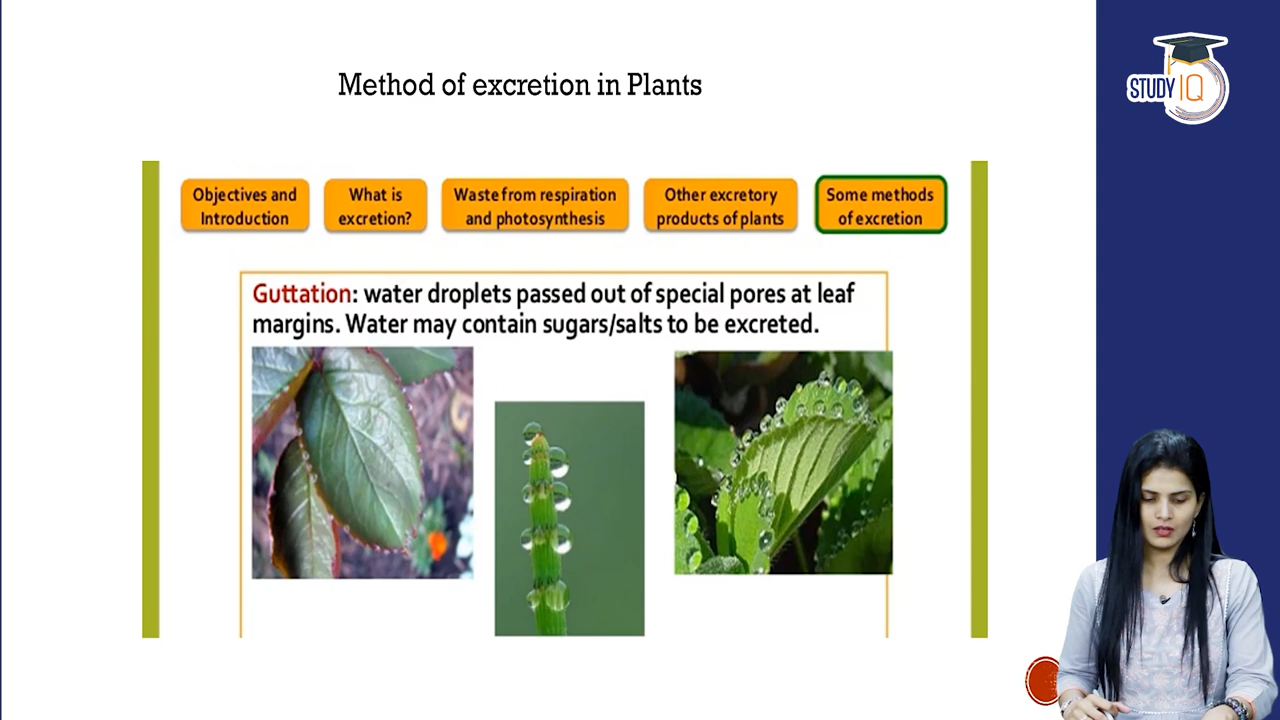 Method of excretion in Plants
STUDY IQ
Objectives and
Introduction
What is
excretion?
Waste from respiration
and photosynthesis
Other excretory
products of plants
Some methods
of excretion
Guttation: water droplets passed out of special pores at leaf
margins. Water may contain sugars/salts to be excreted.